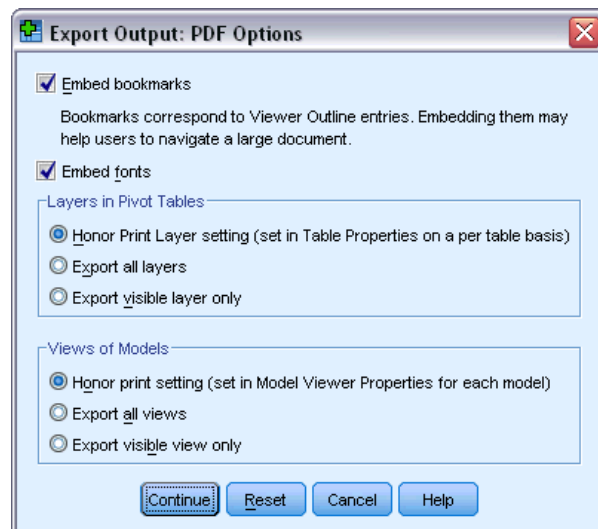 Export Output: PDF Options
Embed bookmarks
Bookmarks correspond to Viewer Outline entries. Embedding them may
help users to navigate a large document.
Embed fonts
Layers in Pivot Tables
Honor Print Layer setting (set in Table Properties on a per table basis)
Export all layers
Export visible layer only
Views of Models
Honor print setting (set in Model Viewer Properties for each model)
Export all views
Export visible view only
Continue Reset Cancel Help